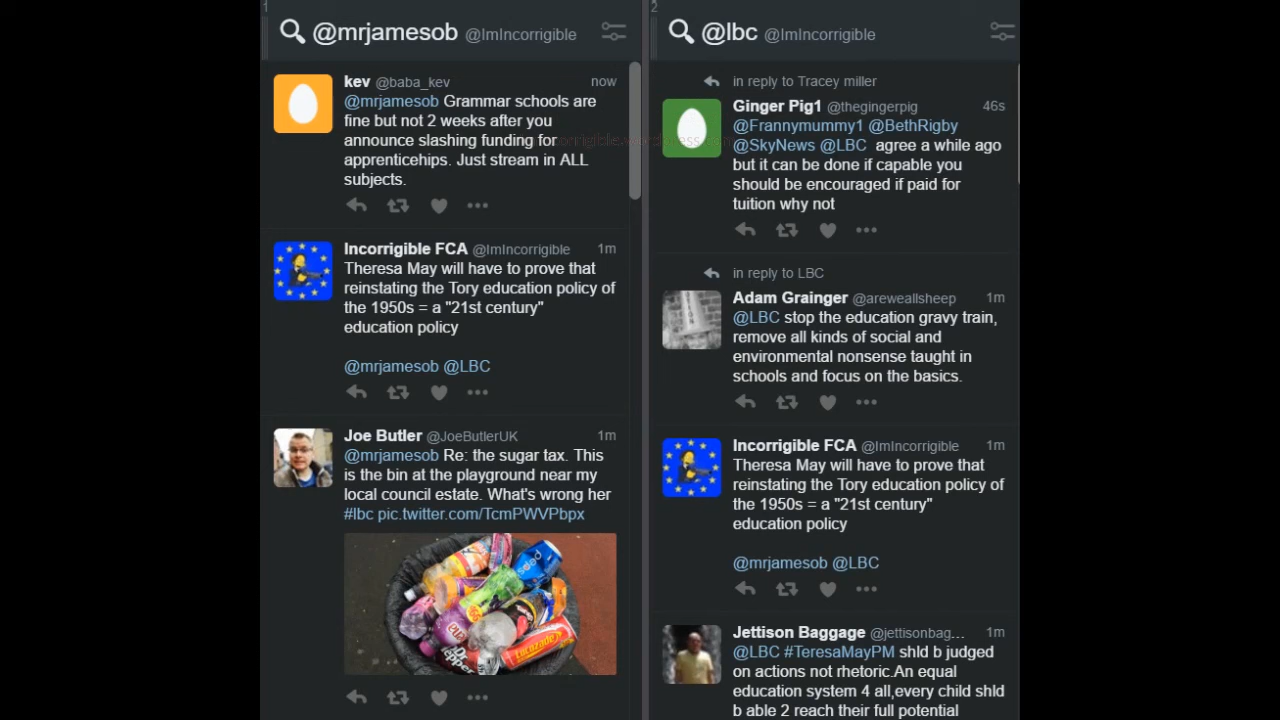 1
@mrjamesob @ImIncorrigible
kev @baba_kev now
@mrjamesob Grammar schools are
fine but not 2 weeks after you
announce slashing funding for
apprenticehips. Just stream in ALL
subjects.
Incorrigible FCA @ImIncorrigible 1m
Theresa May will have to prove that
reinstating the Tory education policy of
the 1950s = a "21st century"
education policy
@mrjamesob @LBC
Joe Butler @JoeButlerUK 1m
@mrjamesob Re: the sugar tax. This
is the bin at the playground near my
local council estate. What's wrong her
#lbc pic.twitter.com/TcmPWVPbpx
Dr Pepper
Lucozade
2
@lbc @ImIncorrigible
in reply to Tracey miller
Ginger Pig1 @thegingerpig 46s
@Frannymummy1 @BethRigby
@SkyNews @LBC agree a while ago
but it can be done if capable you
should be encouraged if paid for
tuition why not
in reply to LBC
Adam Grainger @areweallsheep 1m
@LBC stop the education gravy train,
remove all kinds of social and
environmental nonsense taught in
schools and focus on the basics.
Incorrigible FCA @ImIncorrigible 1m
Theresa May will have to prove that
reinstating the Tory education policy of
the 1950s = a "21st century"
education policy
@mrjamesob @LBC
Jettison Baggage @jettisonbag... 1m
@LBC #TeresaMayPM shld b judged
on actions not rhetoric.An equal
education system 4 all,every child shld
b able 2 reach their full potential